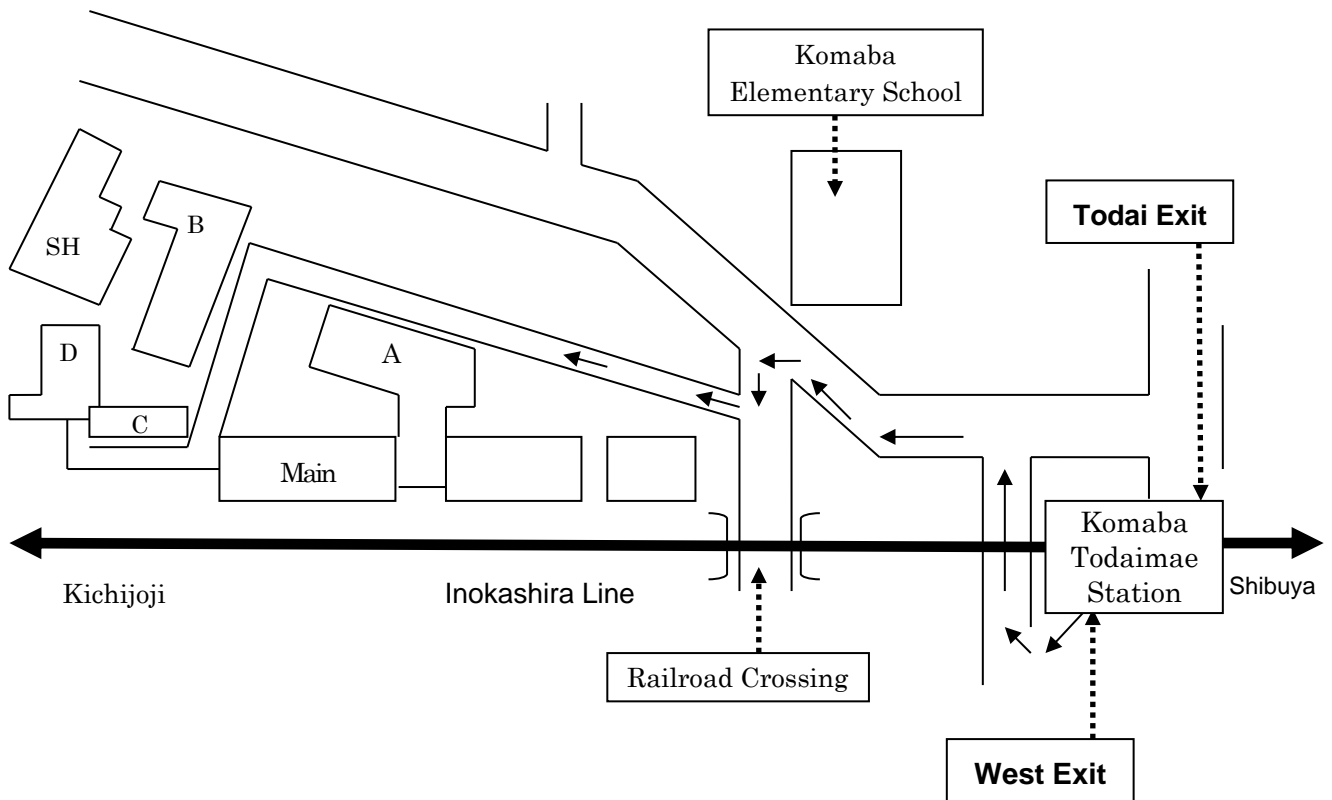 Komaba
Elementary School
Todai Exit
B
SH
A
D
C
Main
Komaba
Todaimae
Station
Kichijoji
Inokashira Line
Shibuya
Railroad Crossing
West Exit